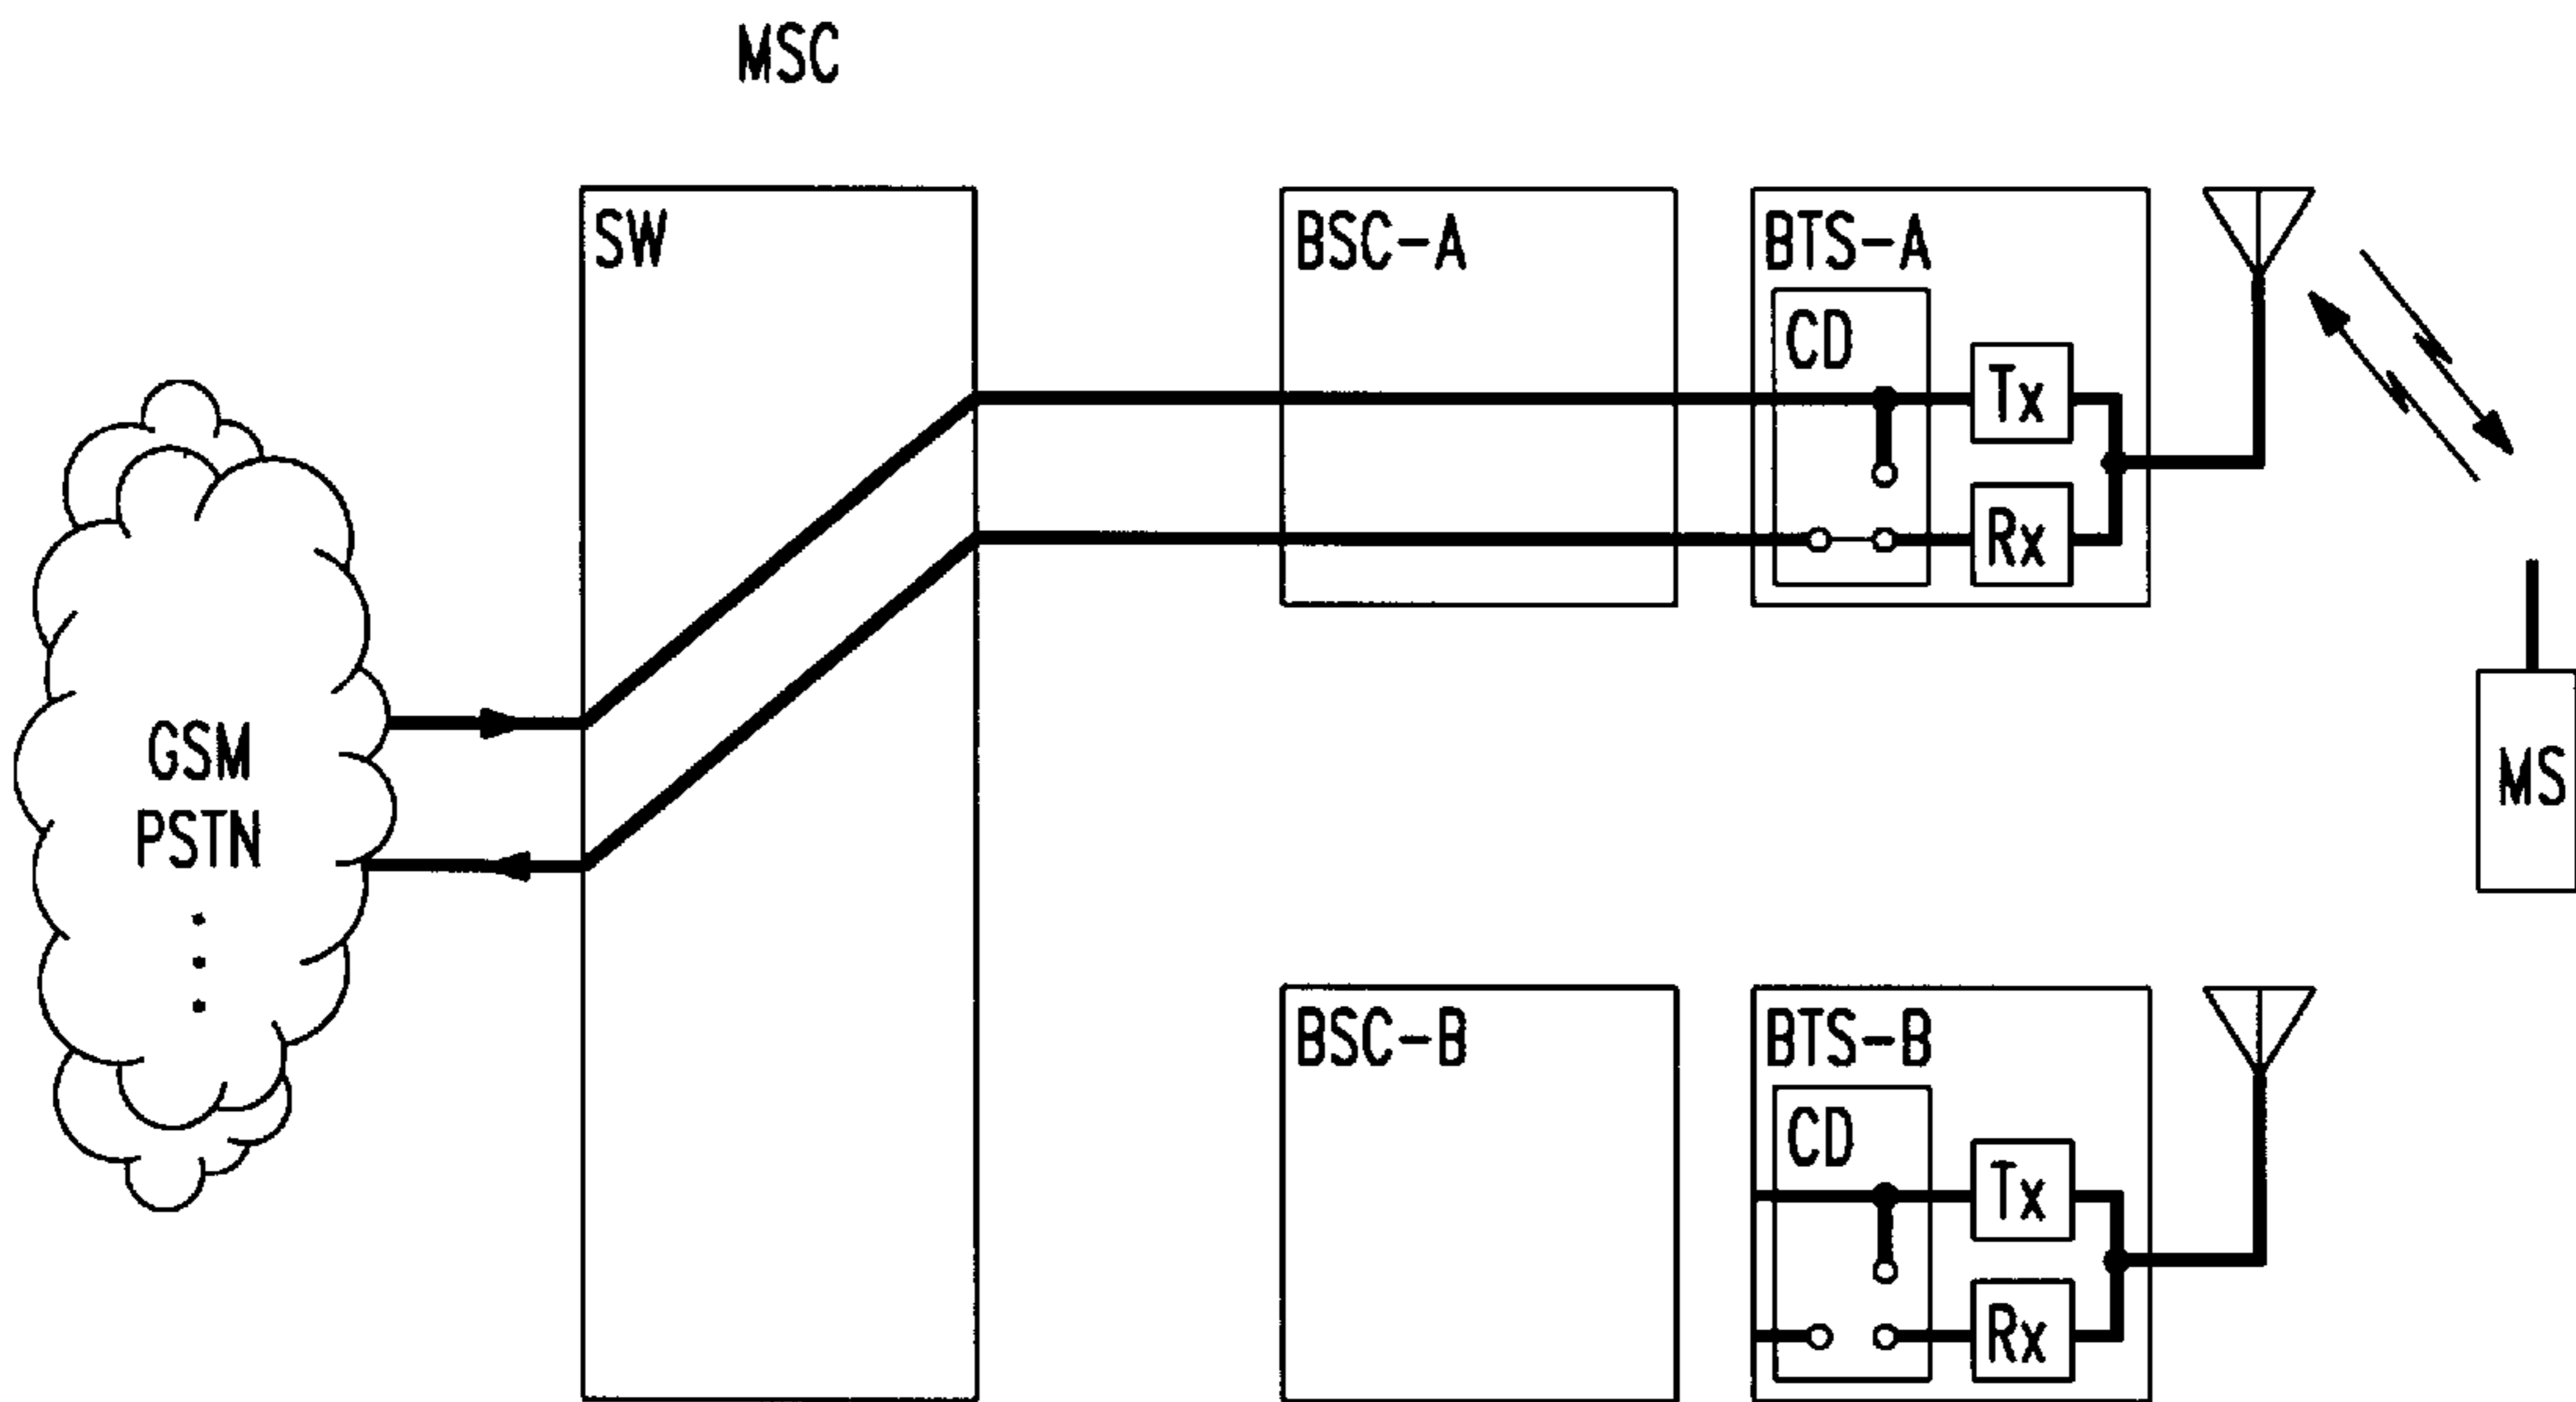 MSC
SW
BSC-A
BTS-A
CD
Tx
Rx
GSM
PSTN
MS
BSC-B
BTS-B
CD
Tx
Rx